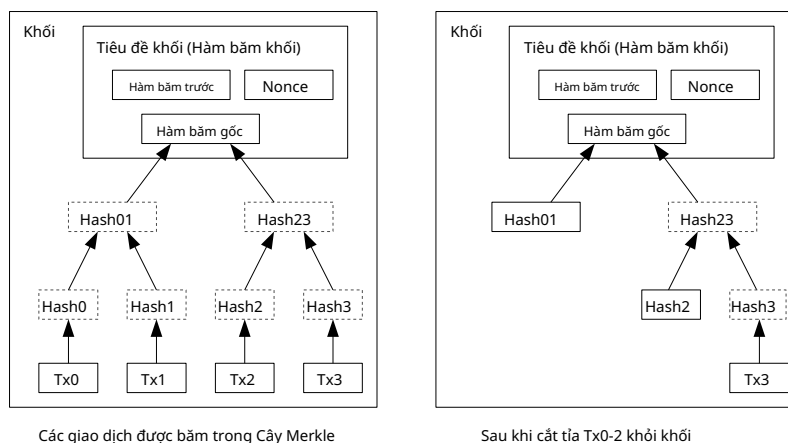 Khối
Tiêu đề khối (Hàm băm khối)
Hàm băm trước
Nonce
Hàm băm gốc
Hash01
Hash23
Hash0
Hash1
Hash2
Hash3
Tx0
Tx1
Tx2
Tx3
Các giao dịch được băm trong Cây Merkle
Khối
Tiêu đề khối (Hàm băm khối)
Hàm băm trước
Nonce
Hàm băm gốc
Hash01
Hash23
Hash2
Hash3
Tx3
Sau khi cắt tỉa Tx0-2 khỏi khối